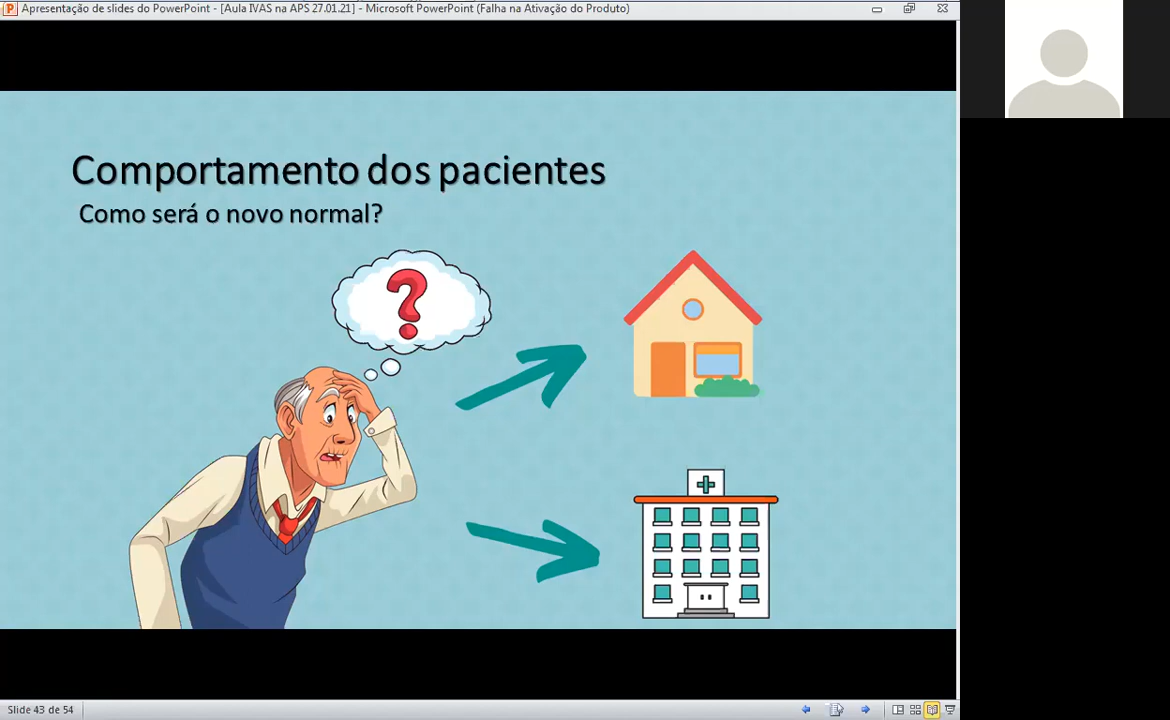 Apresentação de slides do PowerPoint - [Aula IVAS na APS 27.01.21] - Microsoft PowerPoint (Falha na Ativação do Produto)
Comportamento dos pacientes
Como será o novo normal?
?
Slide 43 de 54